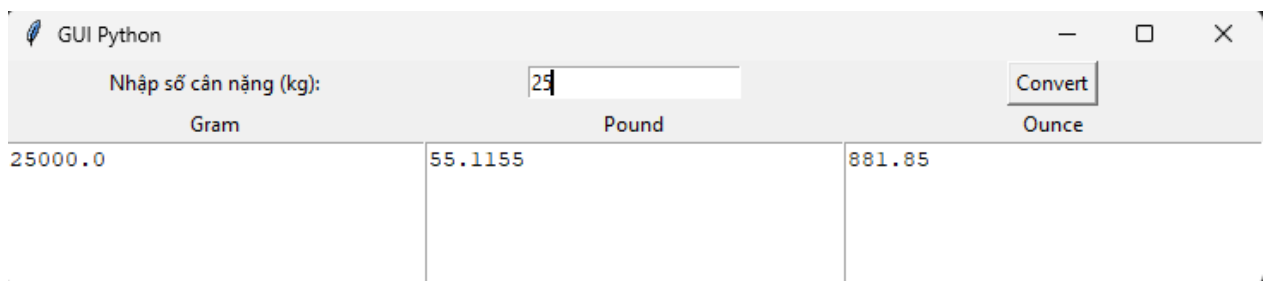 GUI Python
Nhập số cân nặng (kg): 25 Convert
Gram Pound Ounce
25000.0 55.1155 881.85